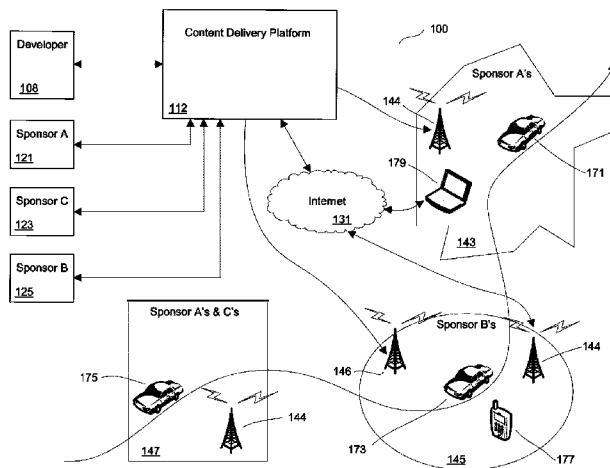 Developer
108
Content Delivery Platform
112
100
Sponsor A's
144
171
179
143
Sponsor A
121
Sponsor C
123
Sponsor B
125
Internet
131
Sponsor A's & C's
175
144
147
Sponsor B's
146
144
173
177
145